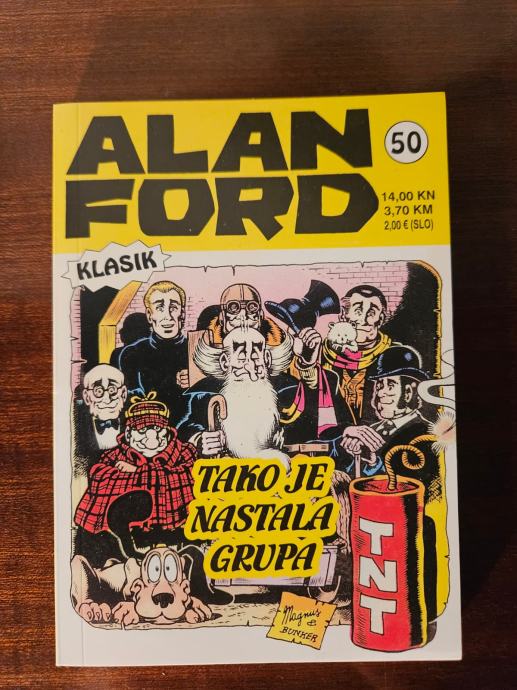 ALAN
FORD
50
14,00 KN
3,70 KM
2,00 € (SLO)
KLASIK
TAKO JE
NASTALA
GRUPA
TNT
Magnus
&
BUNKER